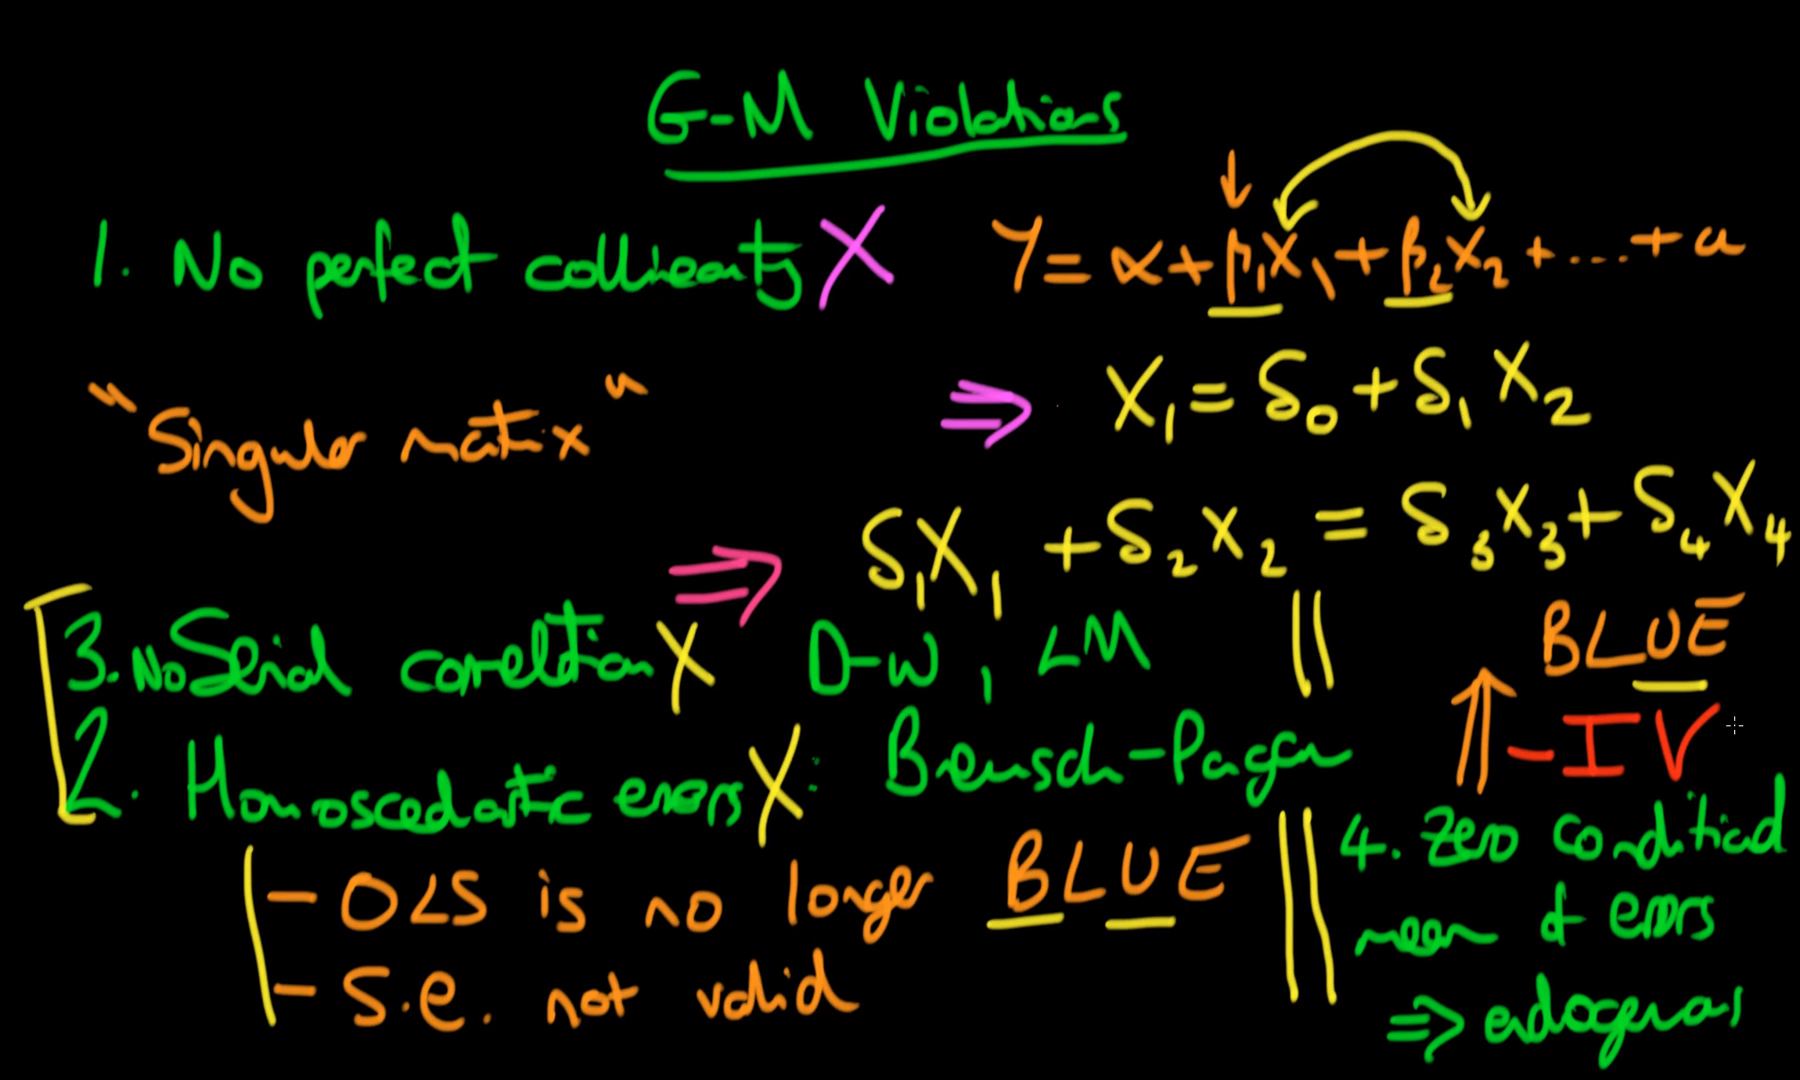 G-M Violations
1. No perfect collinearity X
Y = α + β₁X₁ + β₂X₂ + .... + u
"Singular matrix"
⇒ X₁ = δ₀ + δ₁X₂
⇒ δ₁X₁ + δ₂X₂ = δ₃X₃ + δ₄X₄
3. No Serial correlation X D-W, LM
2. Homoscedastic errors X : Breusch-Pagan
- OLS is no longer BLUE
- S.e. not valid
BLUE
- IV
4. Zero conditional
mean of errors
⇒ endogenous